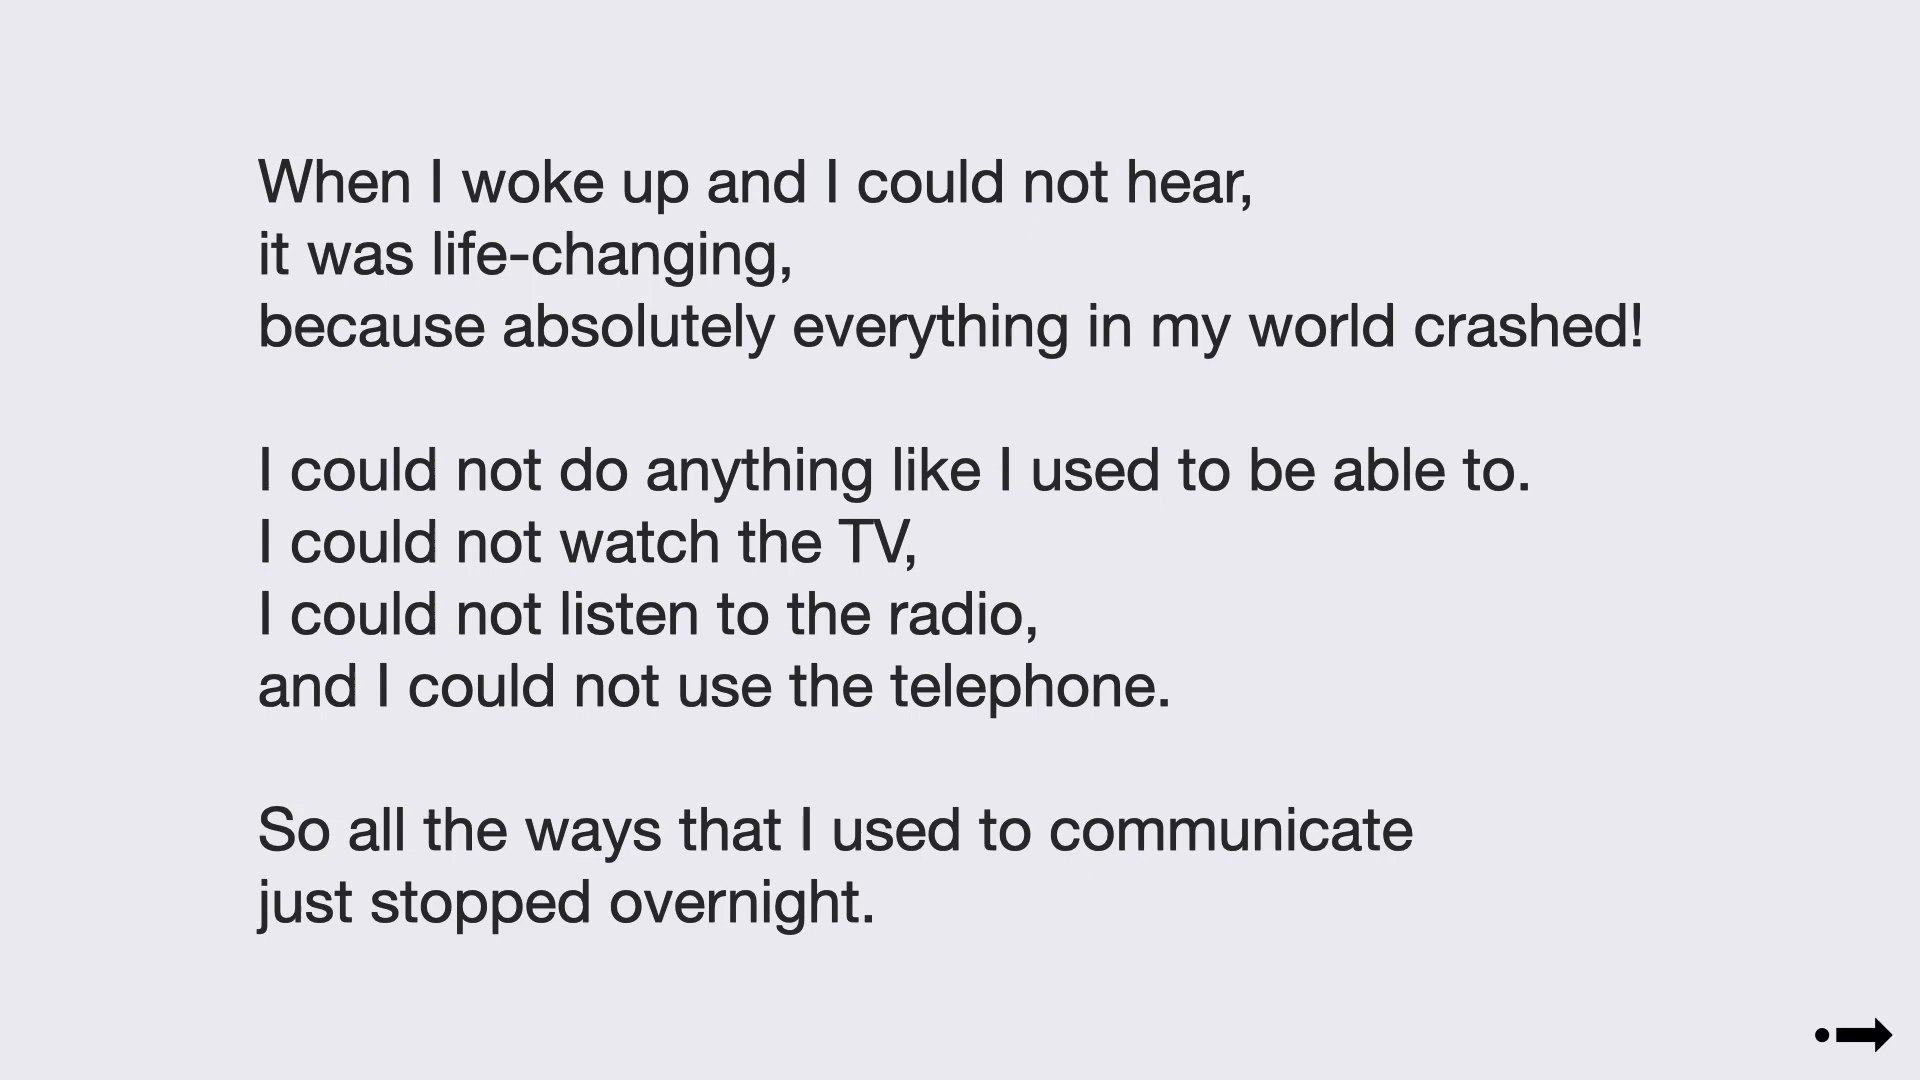 When I woke up and I could not hear,
it was life-changing,
because absolutely everything in my world crashed!
I could not do anything like I used to be able to.
I could not watch the TV,
I could not listen to the radio,
and I could not use the telephone.
So all the ways that I used to communicate
just stopped overnight.